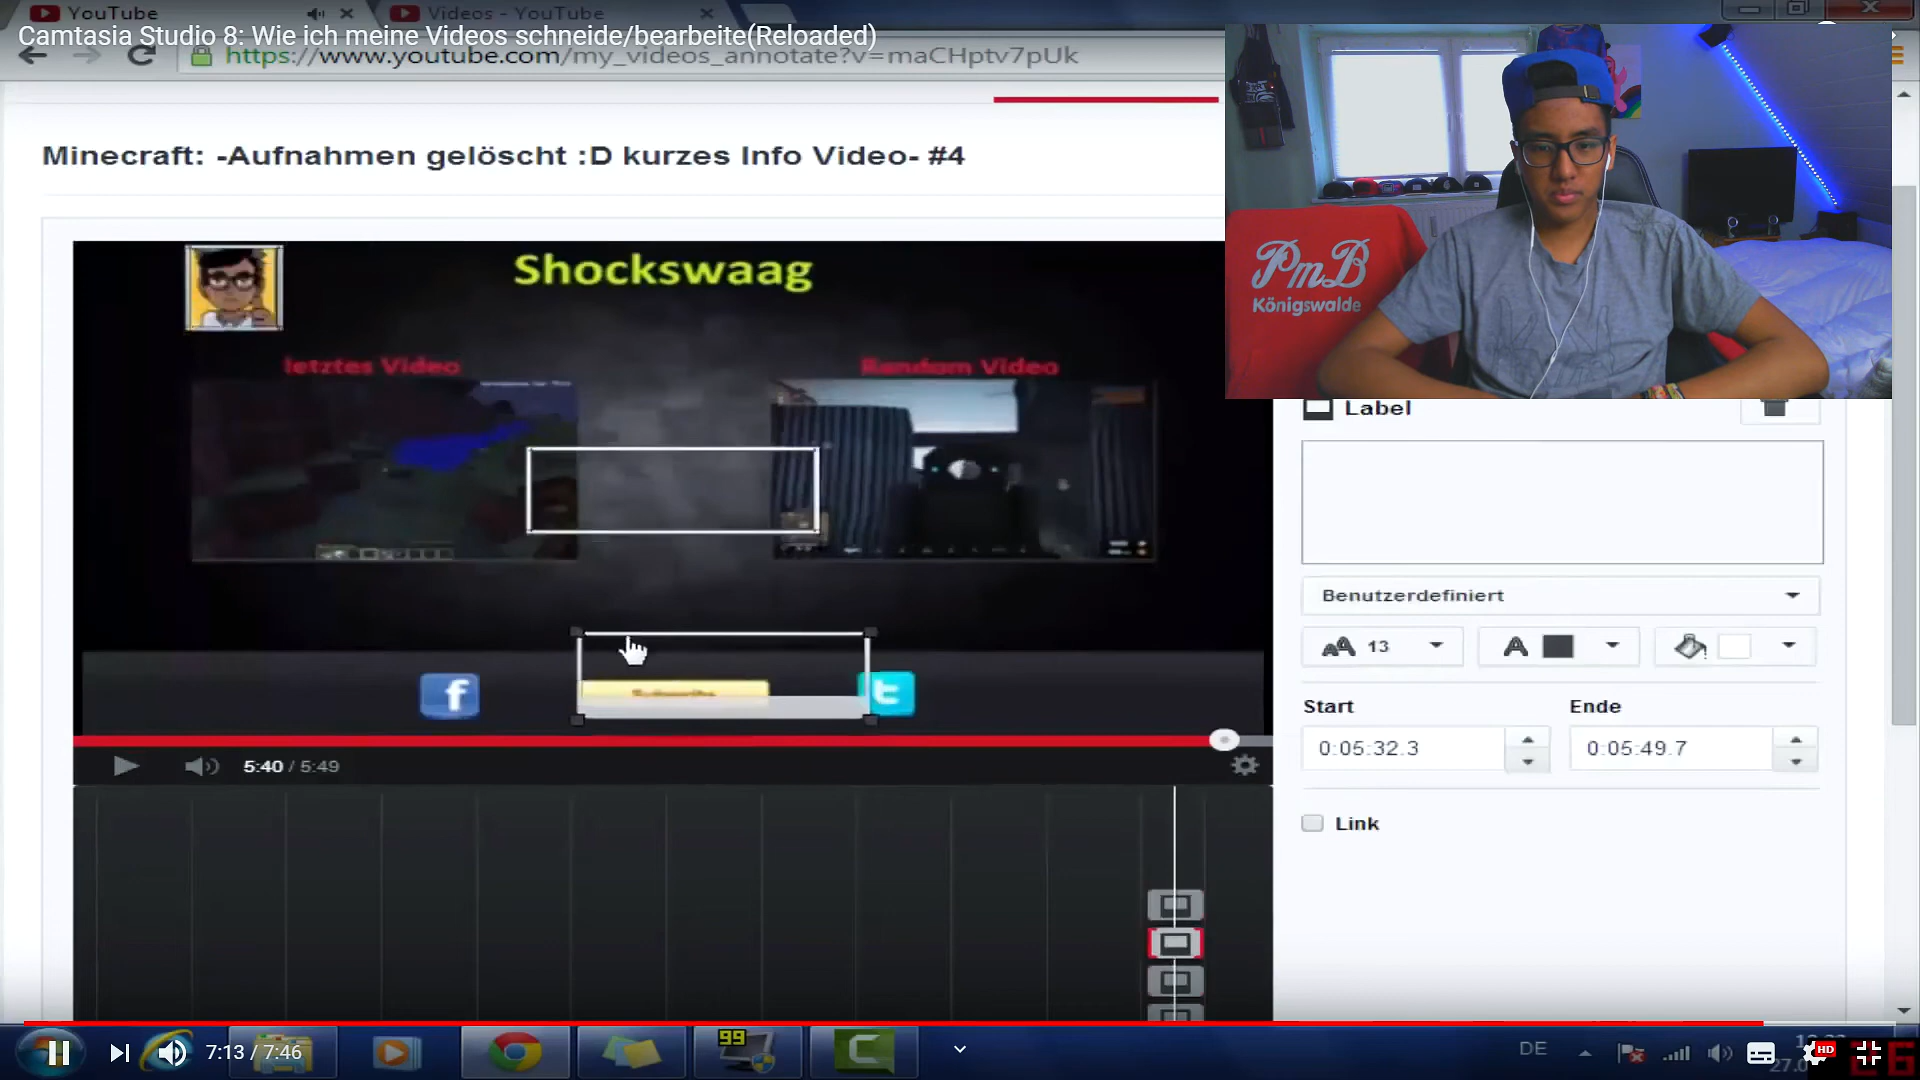 YouTube
Videos - YouTube
Camtasia Studio 8: Wie ich meine Videos schneide/bearbeite(Reloaded)
https://www.youtube.com/my_videos_annotate?v=maCHptv7pUk
Minecraft: -Aufnahmen gelöscht :D kurzes Info Video- #4
PmB
Königswalde
Shockswaag
letztes Video
Random Video
Label
Benutzerdefiniert
13
Start
Ende
0:05:32.3
0:05:49.7
Link
f
t
5:40 / 5:49
99
7:13 / 7:46
DE
HD